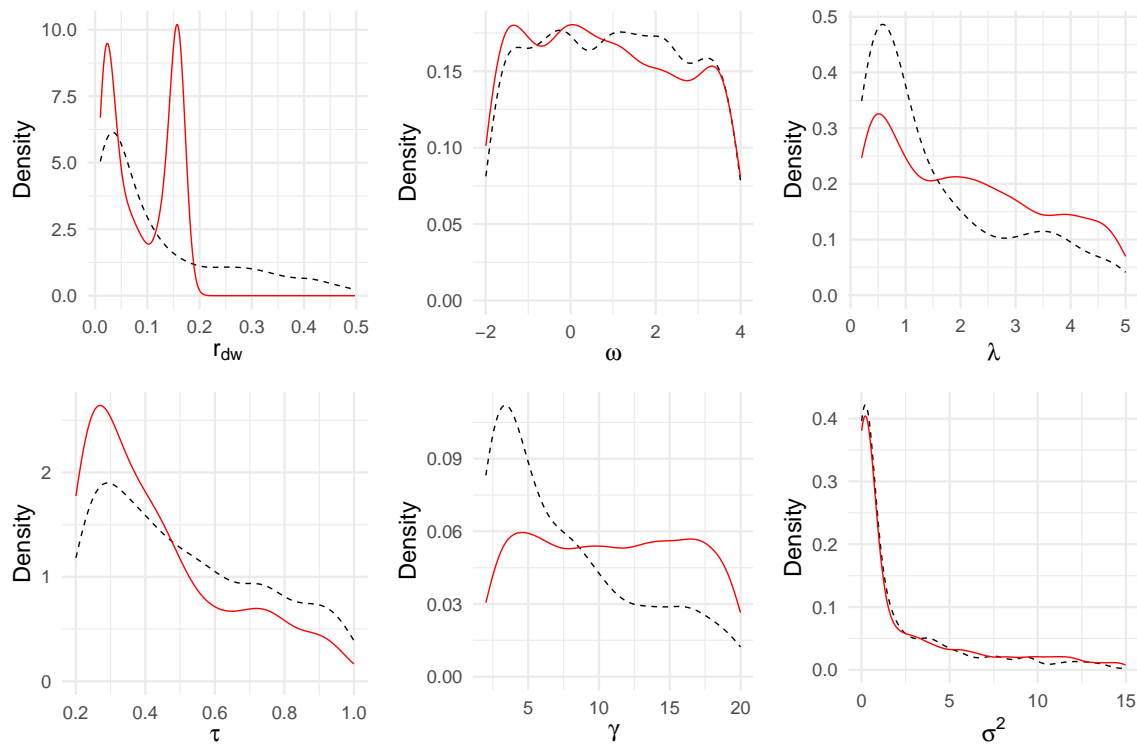 Density
10.0
7.5
5.0
2.5
0.0
0.0 0.1 0.2 0.3 0.4 0.5
r_dw
Density
0.15
0.10
0.05
0.00
−2 0 2 4
ω
Density
0.5
0.4
0.3
0.2
0.1
0.0
0 1 2 3 4 5
λ
Density
2
1
0
0.2 0.4 0.6 0.8 1.0
τ
Density
0.09
0.06
0.03
0.00
5 10 15 20
γ
Density
0.4
0.3
0.2
0.1
0.0
0 5 10 15
σ²